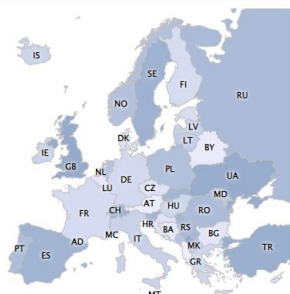 IS
SE
FI
NO
RU
LV
DK
LT
IE
BY
GB
NL
DE
PL
LU
CZ
UA
AT
MD
FR
CH
HU
RO
HR
BA
RS
BG
PT
ES
AD
MC
IT
MK
TR
GR
MT